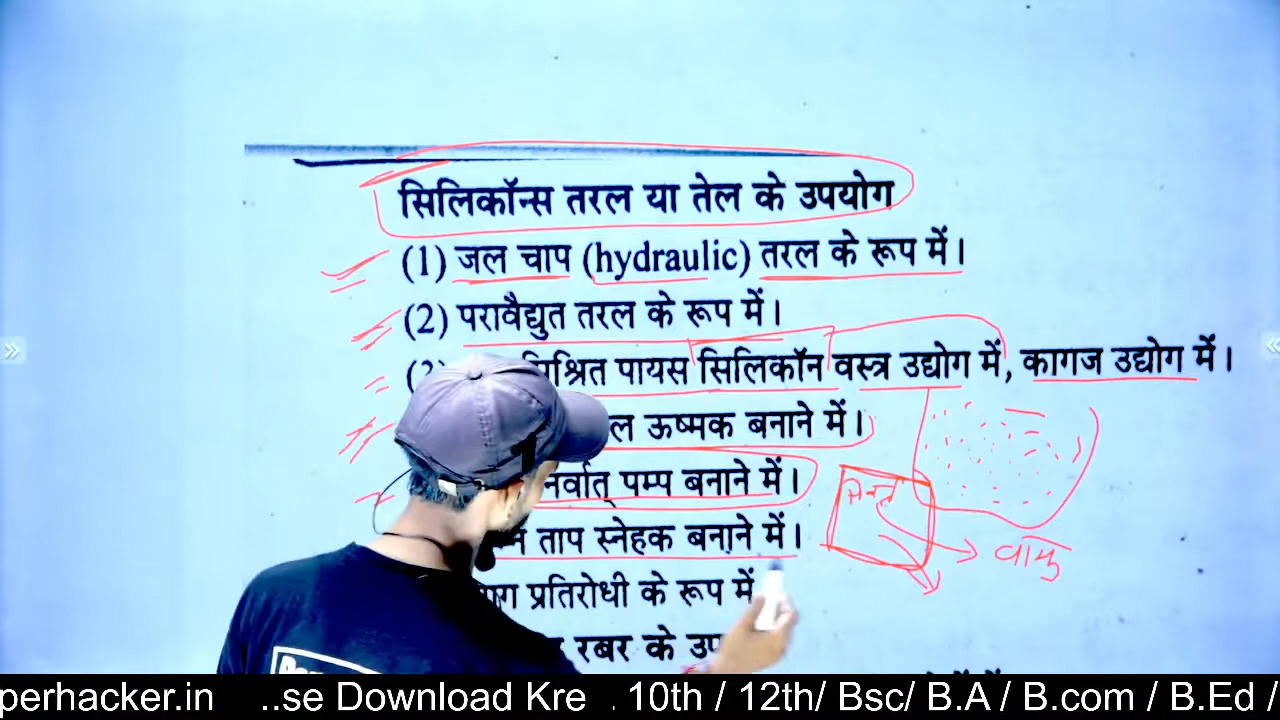 सिलिकॉन्स तरल या तेल के उपयोग
(1) जल चाप (hydraulic) तरल के रूप में।
(2) परावैद्युत तरल के रूप में।
पायस सिलिकॉन वस्त्र उद्योग में, कागज उद्योग में।
ऊष्मक बनाने में।
पम्प बनाने में।
ताप स्नेहक बनाने में।
वायु
प्रतिरोधी के रूप में
रबर के
perhacker.in ..se Download Kre . 10th / 12th/ Bsc/ B.A / B.com / B.Ed /